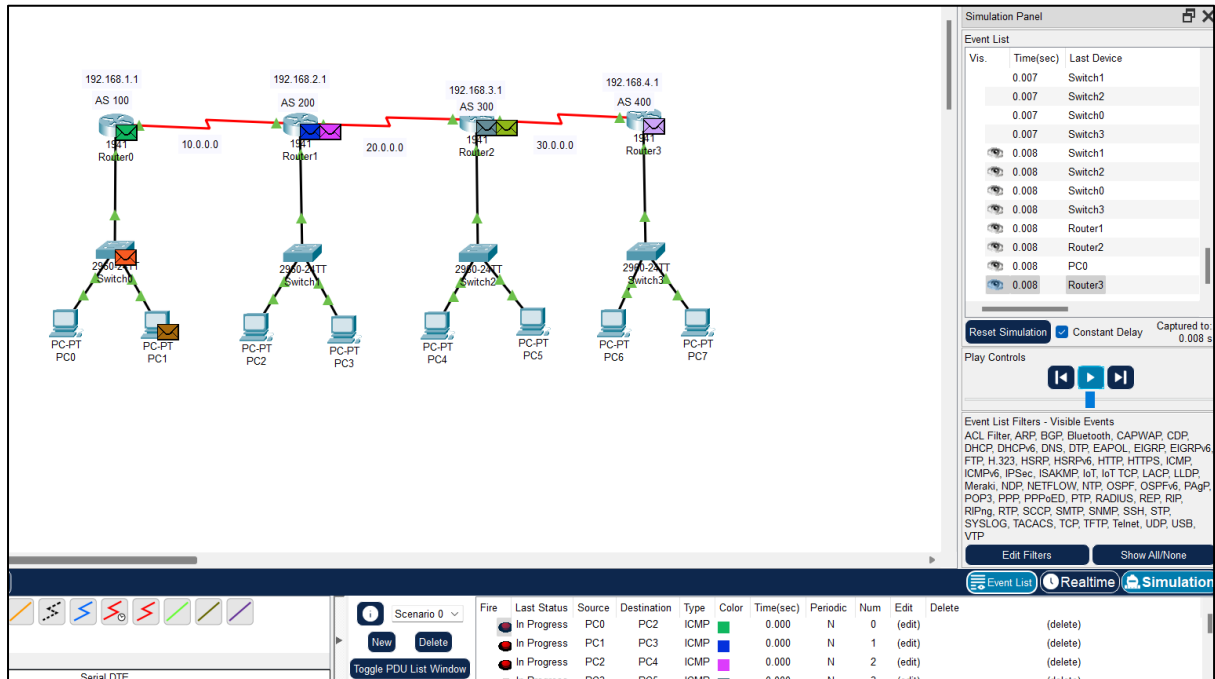 192.168.1.1
AS 100
1941
Router0
10.0.0.0
192.168.2.1
AS 200
1941
Router1
20.0.0.0
192.168.3.1
AS 300
1941
Router2
30.0.0.0
192.168.4.1
AS 400
1941
Router3
2960-24TT
Switch0
2960-24TT
Switch1
2960-24TT
Switch2
2960-24TT
Switch3
PC-PT
PC0
PC-PT
PC1
PC-PT
PC2
PC-PT
PC3
PC-PT
PC4
PC-PT
PC5
PC-PT
PC6
PC-PT
PC7
Simulation Panel
Event List
Vis. Time(sec) Last Device
0.007 Switch1
0.007 Switch2
0.007 Switch0
0.007 Switch3
0.008 Switch1
0.008 Switch2
0.008 Switch0
0.008 Switch3
0.008 Router1
0.008 Router2
0.008 PC0
0.008 Router3
Reset Simulation Constant Delay Captured to:
0.008 s
Play Controls
Event List Filters - Visible Events
ACL Filter, ARP, BGP, Bluetooth, CAPWAP, CDP,
DHCP, DHCPv6, DNS, DTP, EAPOL, EIGRP, EIGRPv6,
FTP, H.323, HSRP, HSRPv6, HTTP, HTTPS, ICMP,
ICMPv6, IPSec, ISAKMP, IoT, IoT TCP, LACP, LLDP,
Meraki, NDP, NETFLOW, NTP, OSPF, OSPFv6, PAgP,
POP3, PPP, PPPoED, PTP, RADIUS, REP, RIP,
RIPng, RTP, SCCP, SMTP, SNMP, SSH, STP,
SYSLOG, TACACS, TCP, TFTP, Telnet, UDP, USB,
VTP
Edit Filters Show All/None
Event List Realtime Simulation
Scenario 0
New Delete
Toggle PDU List Window
Fire Last Status Source Destination Type Color Time(sec) Periodic Num Edit Delete
In Progress PC0 PC2 ICMP 0.000 N 0 (edit) (delete)
In Progress PC1 PC3 ICMP 0.000 N 1 (edit) (delete)
In Progress PC2 PC4 ICMP 0.000 N 2 (edit) (delete)
Serial DTE